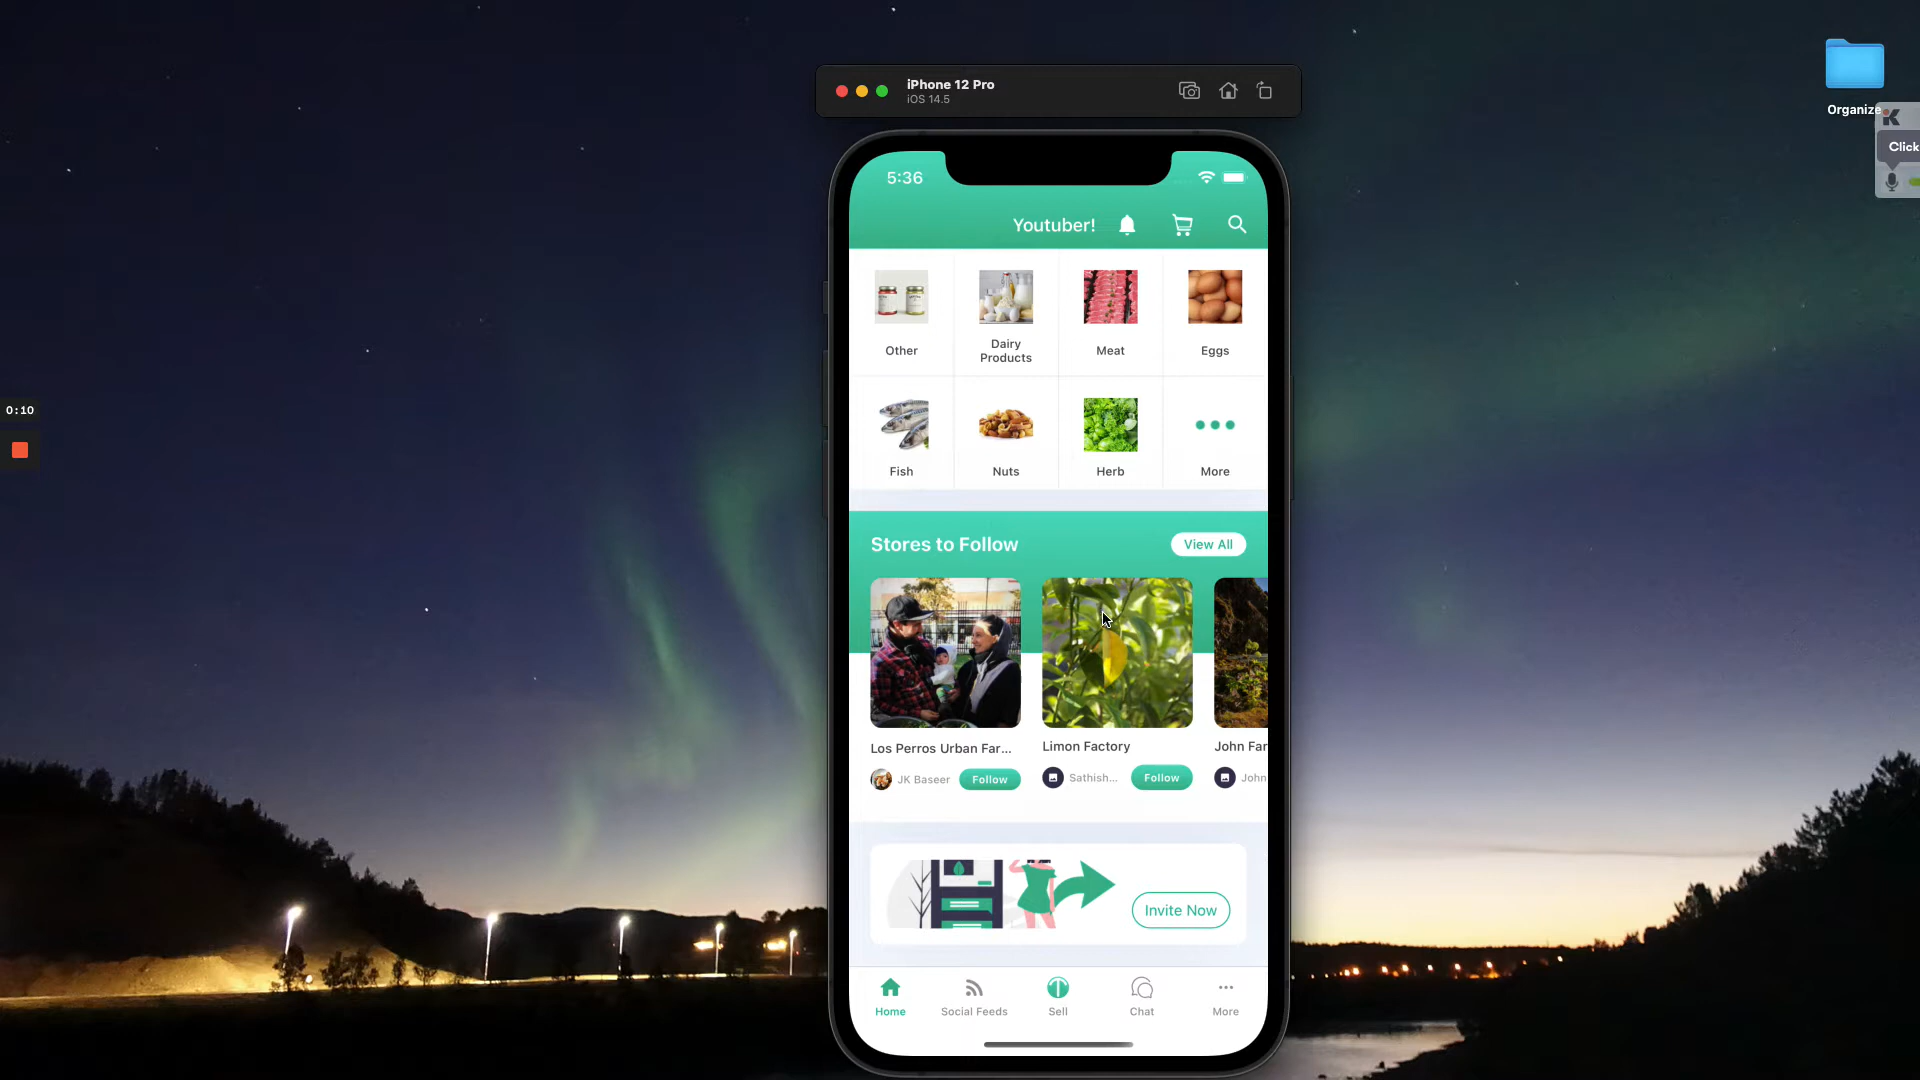 iPhone 12 Pro
iOS 14.5
Organize
Click
0:10
5:36
Youtuber!
Other
Dairy
Products
Meat
Eggs
Fish
Nuts
Herb
More
Stores to Follow
View All
Los Perros Urban Far...
JK Baseer
Follow
Limon Factory
Sathish...
Follow
John Far
John
Invite Now
Home
Social Feeds
Sell
Chat
More